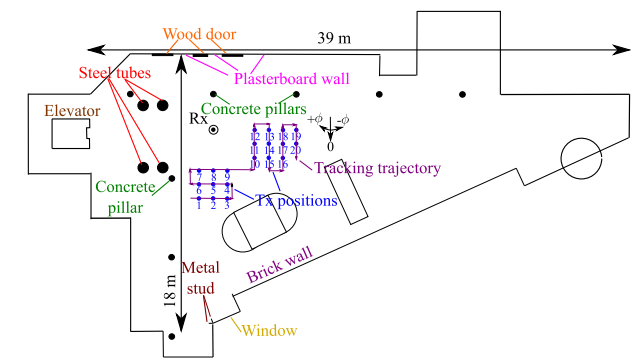 Wood door
39 m
Steel tubes
Plasterboard wall
Elevator
Concrete pillars
Rx
+ϕ -ϕ
0
12 13 18 19
11 14 17 20
10 15 16
Tracking trajectory
7 8 9
6 5 4
1 2 3
Tx positions
Concrete
pillar
Brick wall
Metal
stud
18 m
Window